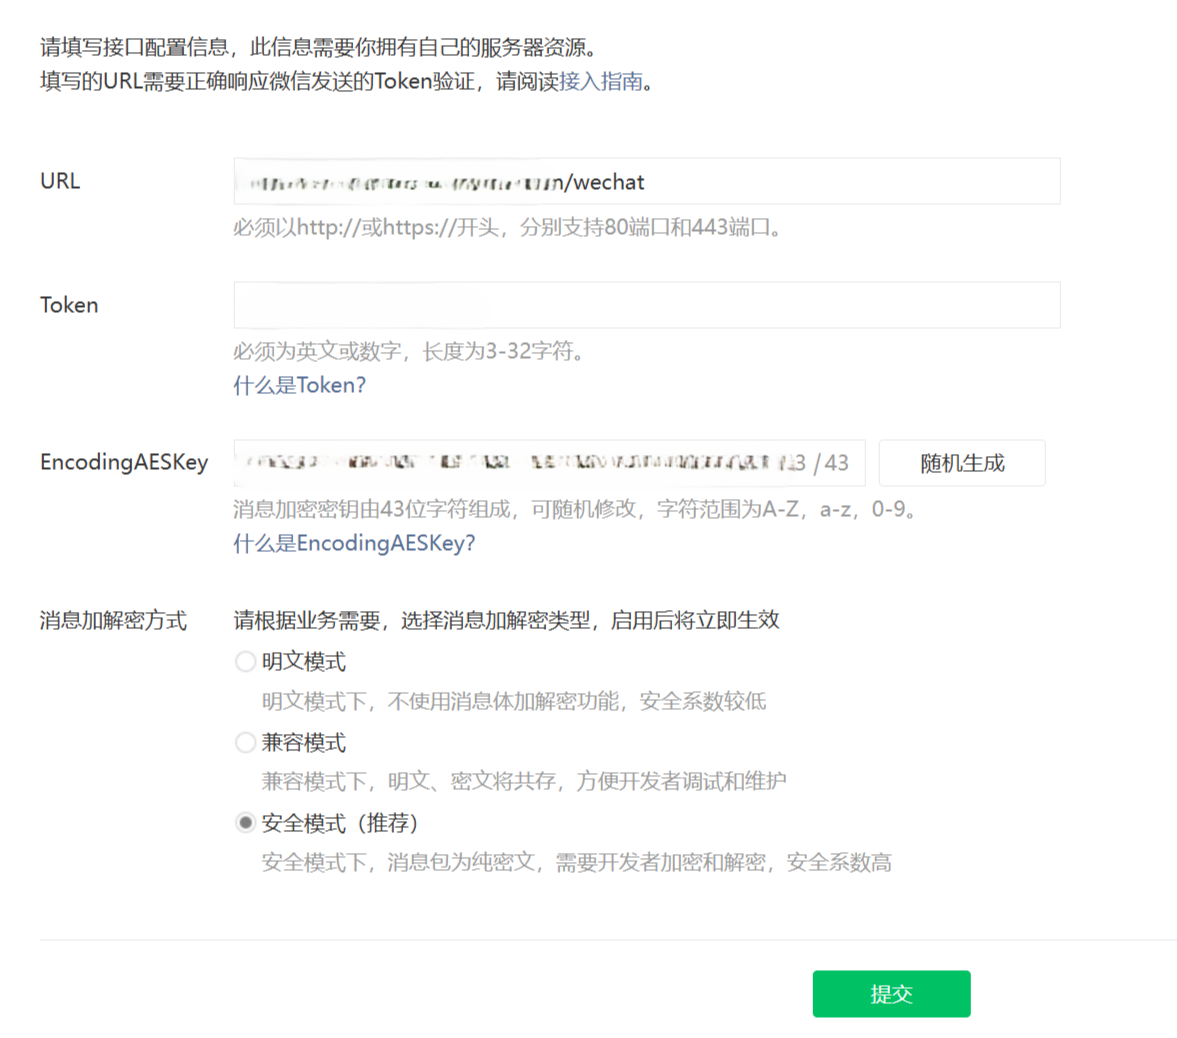 请填写接口配置信息，此信息需要你拥有自己的服务器资源。
填写的URL需要正确响应微信发送的Token验证，请阅读接入指南。
URL
n/wechat
必须以http://或https://开头，分别支持80端口和443端口。
Token
必须为英文或数字，长度为3-32字符。
什么是Token?
EncodingAESKey
3 /43
随机生成
消息加密密钥由43位字符组成，可随机修改，字符范围为A-Z，a-z，0-9。
什么是EncodingAESKey?
消息加解密方式
请根据业务需要，选择消息加解密类型，启用后将立即生效
明文模式
明文模式下，不使用消息体加解密功能，安全系数较低
兼容模式
兼容模式下，明文、密文将共存，方便开发者调试和维护
安全模式（推荐）
安全模式下，消息包为纯密文，需要开发者加密和解密，安全系数高
提交